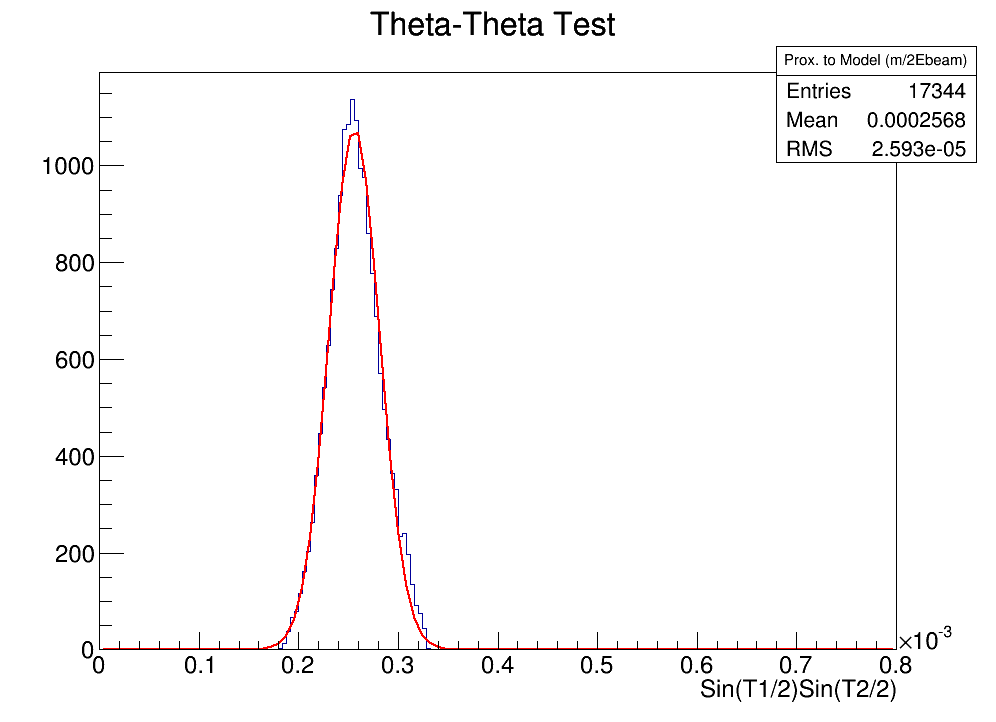 Theta-Theta Test
Prox. to Model (m/2Ebeam)
Entries 17344
Mean 0.0002568
RMS 2.593e-05
1000
800
600
400
200
0
0 0.1 0.2 0.3 0.4 0.5 0.6 0.7 0.8
×10-3
Sin(T1/2)Sin(T2/2)